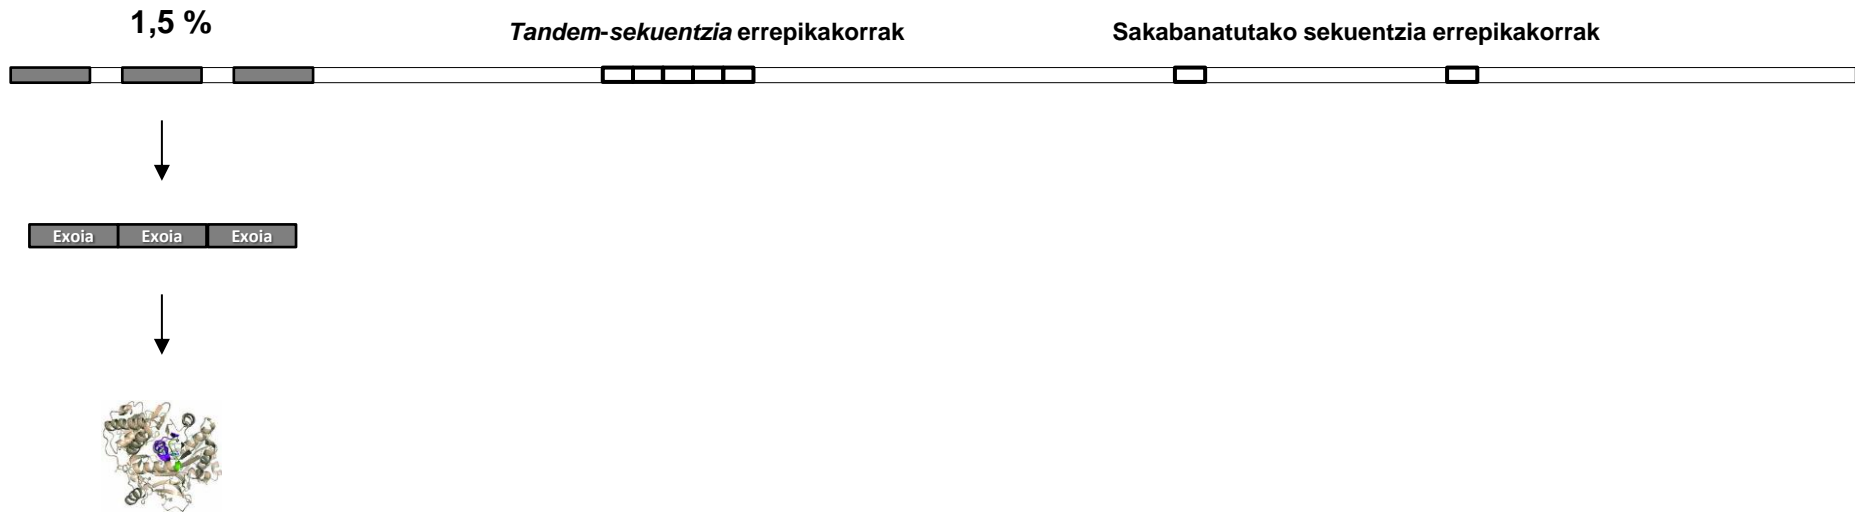 1,5 %
Tandem-sekuentzia errepikakorrak
Sakabanatutako sekuentzia errepikakorrak
Exoia Exoia Exoia